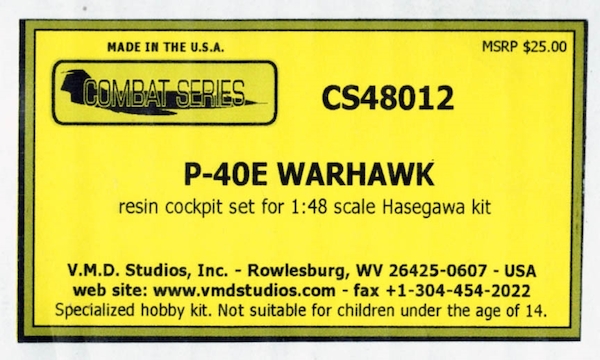 MADE IN THE U.S.A.
MSRP $25.00
COMBAT SERIES
CS48012
P-40E WARHAWK
resin cockpit set for 1:48 scale Hasegawa kit
V.M.D. Studios, Inc. - Rowlesburg, WV 26425-0607 - USA
web site: www.vmdstudios.com - fax +1-304-454-2022
Specialized hobby kit. Not suitable for children under the age of 14.